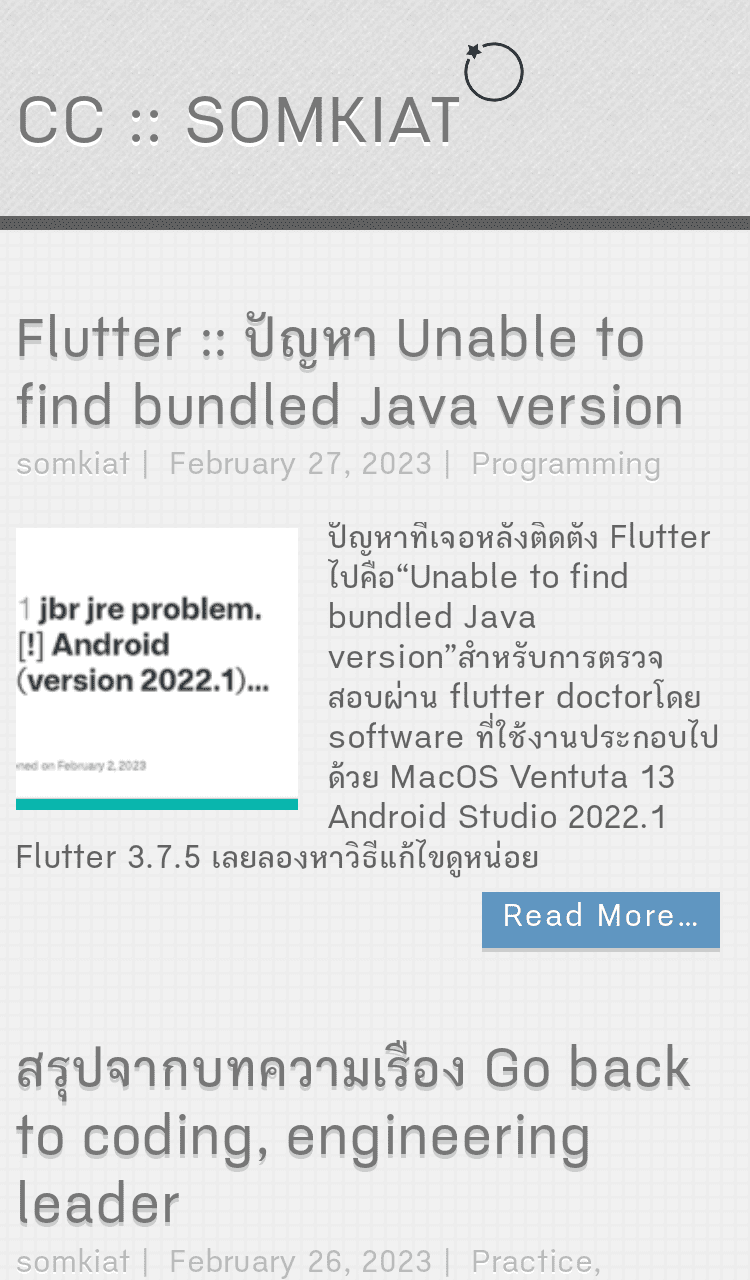 CC :: SOMKIAT
Flutter :: ปัญหา Unable to
find bundled Java version
somkiat | February 27, 2023 | Programming
1 jbr jre problem.
[!] Android
(version 2022.1)...
ned on February 2, 2023
ปัญหาที่เจอหลังติดตั้ง Flutter
ไปคือ“Unable to find
bundled Java
version”สำหรับการตรวจ
สอบผ่าน flutter doctorโดย
software ที่ใช้งานประกอบไป
ด้วย MacOS Ventuta 13
Android Studio 2022.1
Flutter 3.7.5 เลยลองหาวิธีแก้ไขดูหน่อย
Read More…
สรุปจากบทความเรื่อง Go back
to coding, engineering
leader
somkiat | February 26, 2023 | Practice,